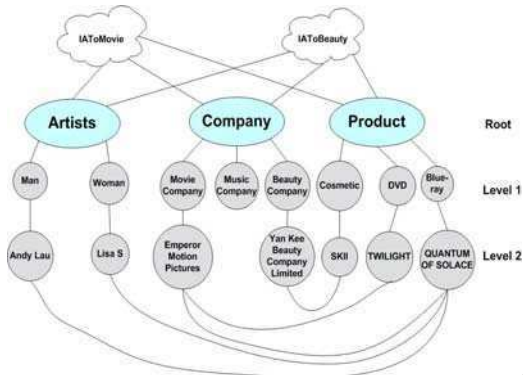 IAToMovie
IAToBeauty
Artists
Company
Product
Root
Man
Woman
Movie
Company
Music
Company
Beauty
Company
Cosmetic
DVD
Blue-
ray
Level 1
Andy Lau
Lisa S
Emperor
Motion
Pictures
Yan Kee
Beauty
Company
Limited
SKII
TWILIGHT
QUANTUM
OF SOLACE
Level 2